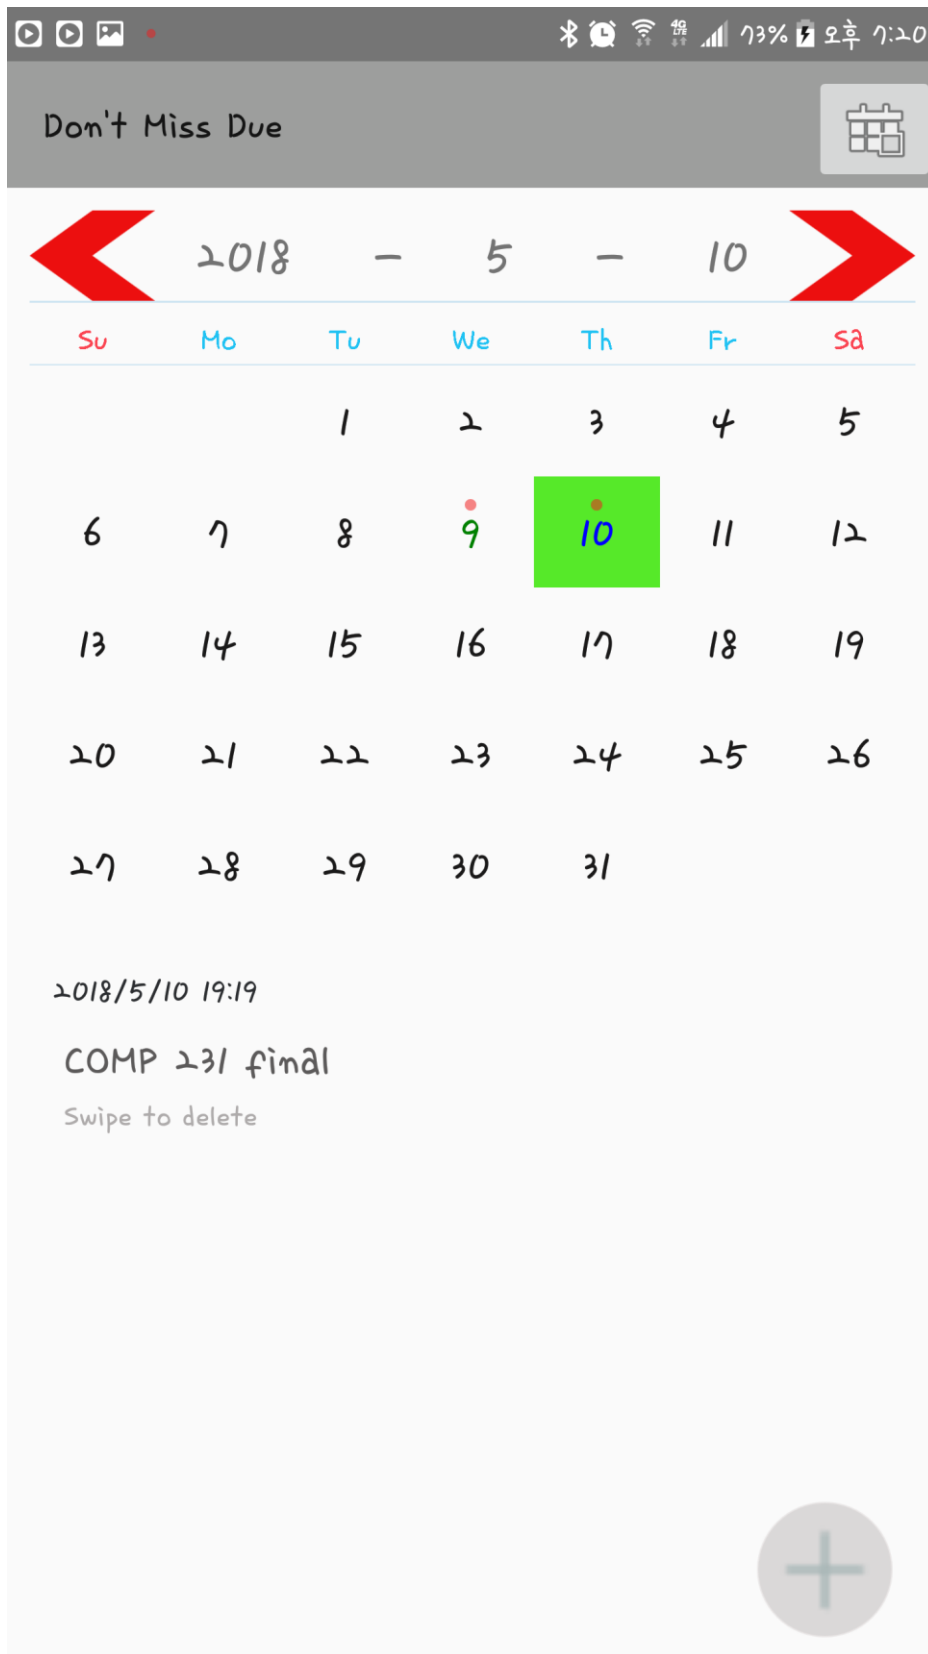 4G LTE 73% 오후 7:20
Don't Miss Due
2018 - 5 - 10
Su Mo Tu We Th Fr Sa
1 2 3 4 5
6 7 8 9 10 11 12
13 14 15 16 17 18 19
20 21 22 23 24 25 26
27 28 29 30 31
2018/5/10 19:19
COMP 231 final
Swipe to delete